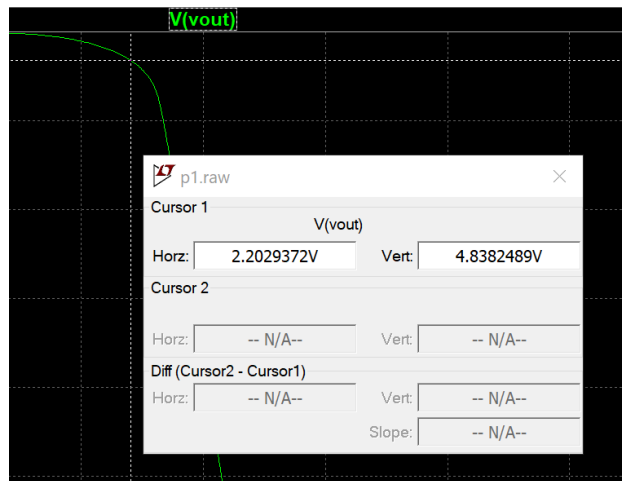 V(vout)
p1.raw
Cursor 1
V(vout)
Horz: 2.2029372V Vert: 4.8382489V
Cursor 2
Horz: -- N/A-- Vert: -- N/A--
Diff (Cursor2 - Cursor1)
Horz: -- N/A-- Vert: -- N/A--
Slope: -- N/A--